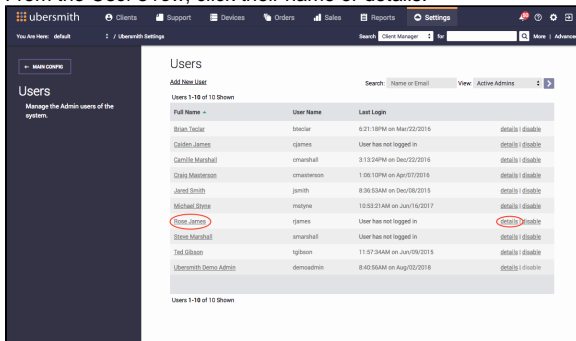 From the User's row, click their name or details.
ubersmith Clients Support Devices Orders Sales Reports Settings
You Are Here: default / Ubersmith Settings Search Client Manager for More | Advanced
← MAIN CONFIG
Users
Manage the Admin users of the
system.
Users
Add New User Search: Name or Email View: Active Admins
Users 1-10 of 10 Shown
Full Name User Name Last Login
Brian Teclar bteclar 6:21:18PM on Mar/22/2016 details | disable
Caiden James cjames User has not logged in details | disable
Camille Marshall cmarshall 3:13:24PM on Dec/22/2016 details | disable
Craig Masterson cmasterson 1:06:10PM on Apr/07/2016 details | disable
Jared Smith jsmith 8:36:53AM on Dec/08/2015 details | disable
Michael Styne mstyne 10:53:21AM on Jun/16/2017 details | disable
Rose James rjames User has not logged in details | disable
Steve Marshall smarshall User has not logged in details | disable
Ted Gibson tgibson 11:57:34AM on Jun/09/2015 details | disable
Ubersmith Demo Admin demoadmin 8:40:56AM on Aug/02/2018 details | disable
Users 1-10 of 10 Shown